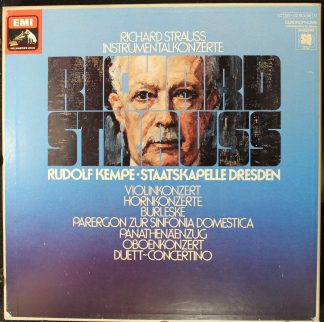 EMI
RICHARD STRAUSS
INSTRUMENTALKONZERTE
RICHARD
STRAUSS
RUDOLF KEMPE · STAATSKAPELLE DRESDEN
VIOLINKONZERT
HORNKONZERTE
BURLESKE
PARERGON ZUR SINFONIA DOMESTICA
PANATHENÄENZUG
OBOENKONZERT
DUETT-CONCERTINO